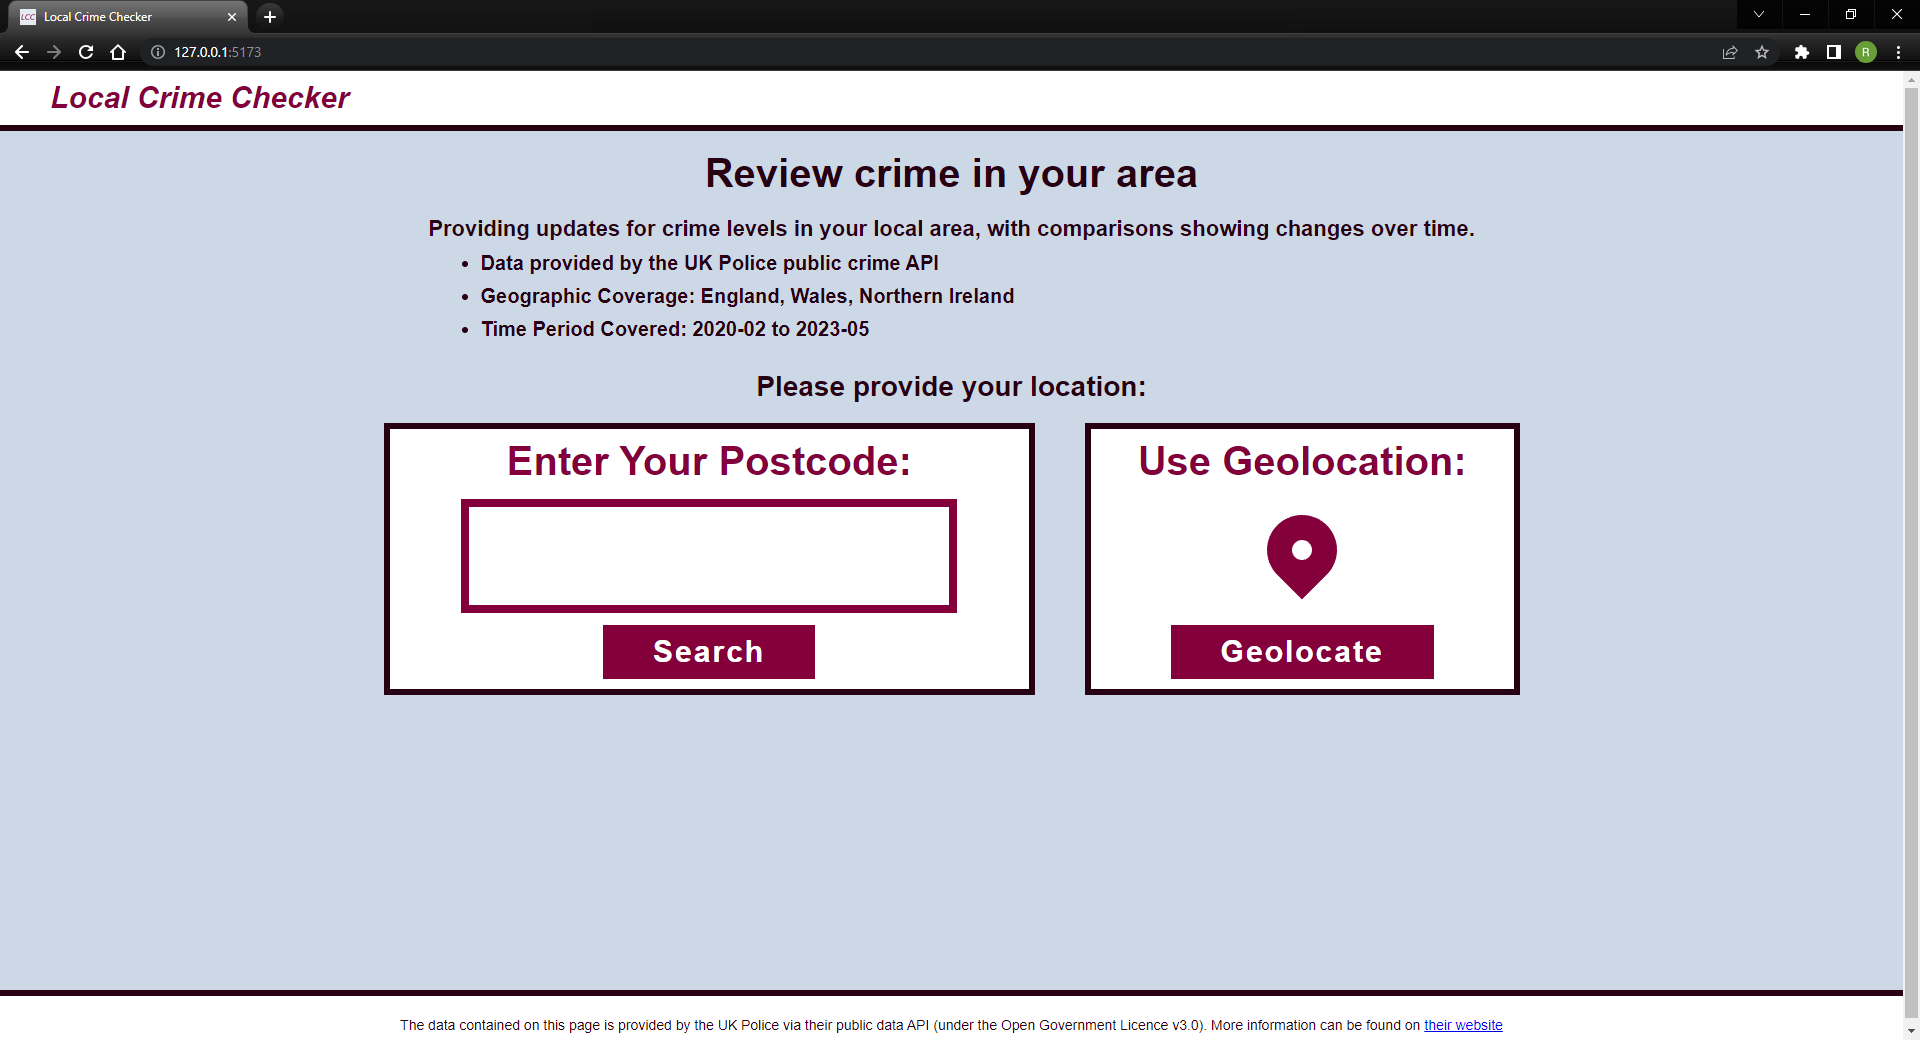 LCC Local Crime Checker
127.0.0.1:5173
R
Local Crime Checker
Review crime in your area
Providing updates for crime levels in your local area, with comparisons showing changes over time.
• Data provided by the UK Police public crime API
• Geographic Coverage: England, Wales, Northern Ireland
• Time Period Covered: 2020-02 to 2023-05
Please provide your location:
Enter Your Postcode:
Search
Use Geolocation:
Geolocate
The data contained on this page is provided by the UK Police via their public data API (under the Open Government Licence v3.0). More information can be found on their website